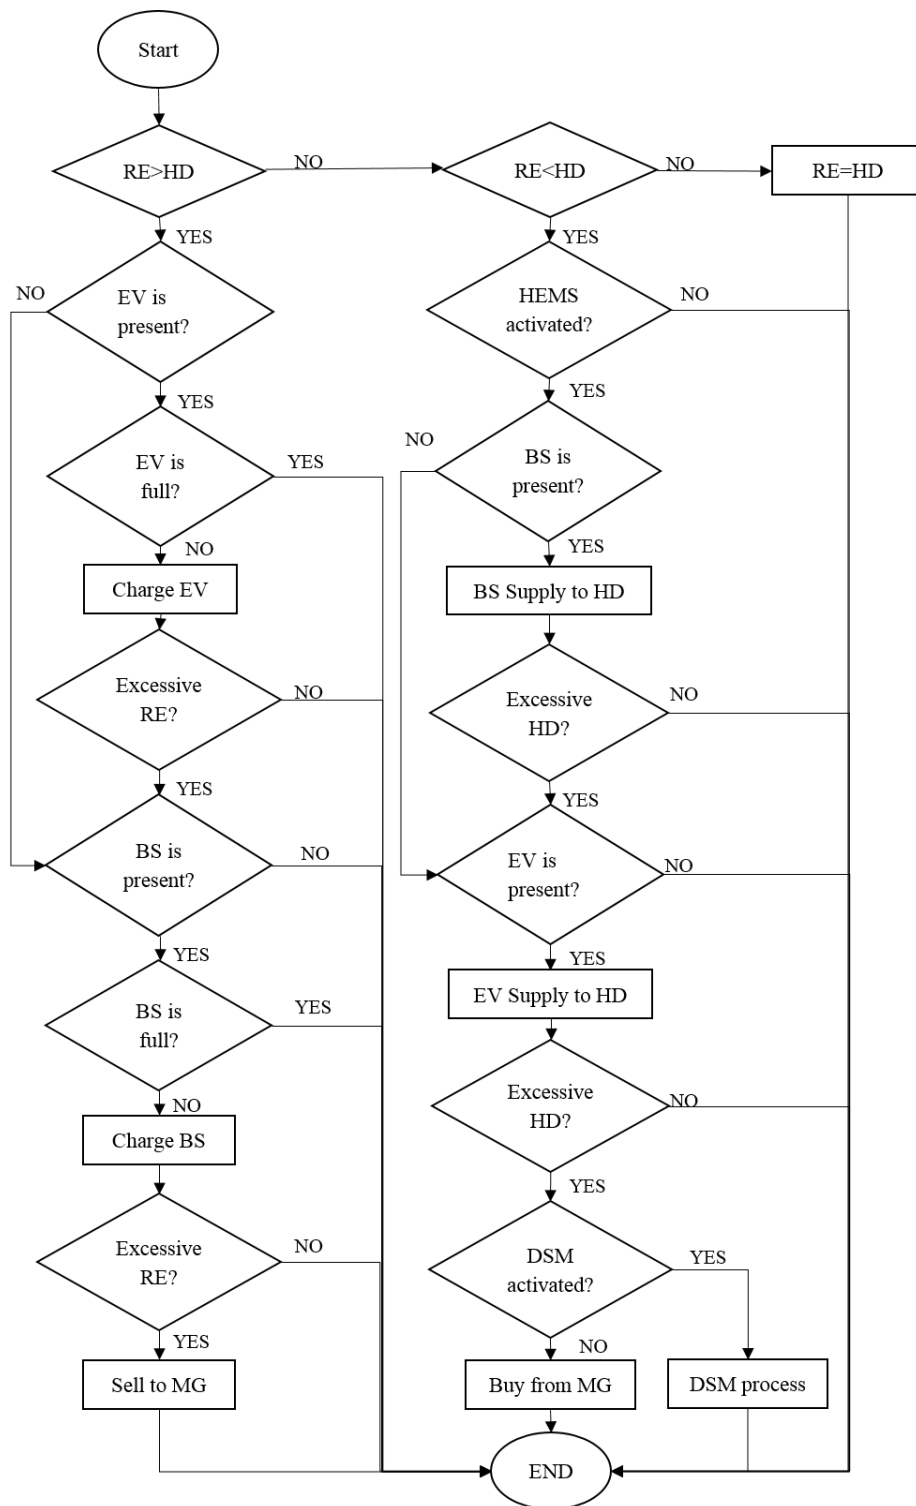 Start
RE>HD
NO
RE<HD
NO
RE=HD
YES
YES
NO
EV is
present?
HEMS
activated?
NO
YES
YES
EV is
full?
YES
NO
BS is
present?
NO
YES
Charge EV
BS Supply to HD
Excessive
RE?
NO
Excessive
HD?
NO
YES
YES
BS is
present?
NO
EV is
present?
NO
YES
YES
BS is
full?
YES
EV Supply to HD
NO
Excessive
HD?
NO
Charge BS
YES
Excessive
RE?
NO
DSM
activated?
YES
YES
NO
Sell to MG
Buy from MG
DSM process
END